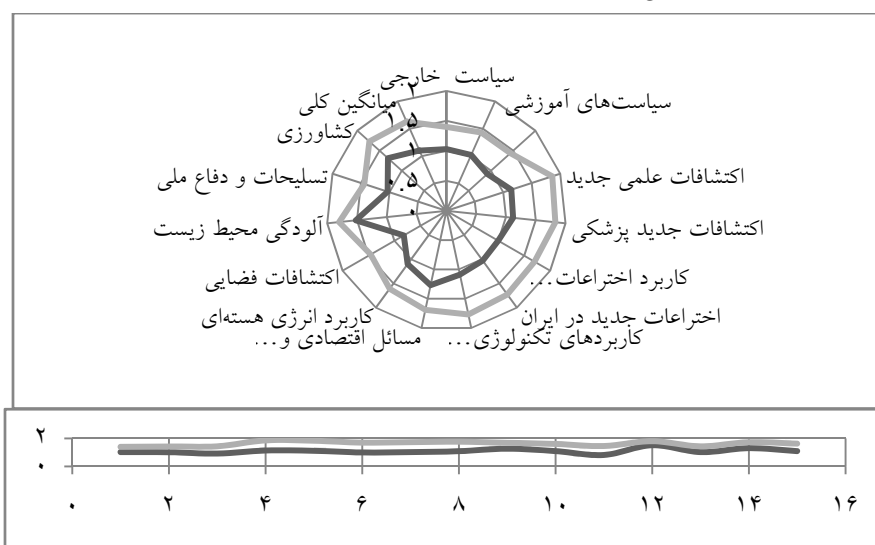 سیاست خارجی
سیاست‌های آموزشی
اکتشافات علمی جدید
اکتشافات جدید پزشکی
کاربرد اختراعات...
اختراعات جدید در ایران
کاربردهای تکنولوژی...
مسائل اقتصادی و...
کاربرد انرژی هسته‌ای
اکتشافات فضایی
آلودگی محیط زیست
تسلیحات و دفاع ملی
کشاورزی
میانگین کلی
۲
۱.۵
۱
۰.۵
۰
۲
۰
۰ ۲ ۴ ۶ ۸ ۱۰ ۱۲ ۱۴ ۱۶